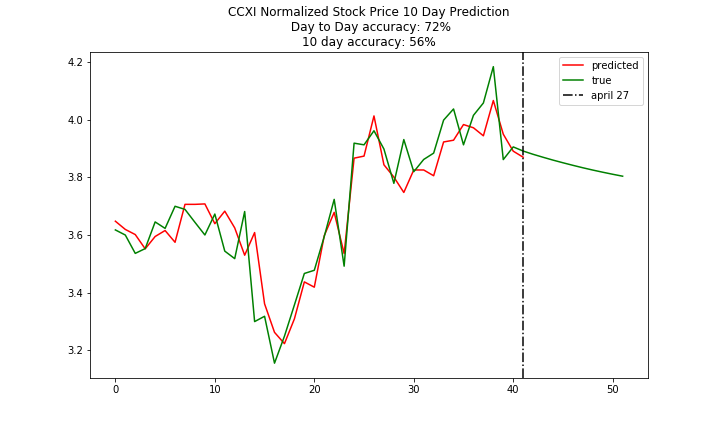 CCXI Normalized Stock Price 10 Day Prediction
Day to Day accuracy: 72%
10 day accuracy: 56%
predicted
true
april 27
4.2
4.0
3.8
3.6
3.4
3.2
0 10 20 30 40 50